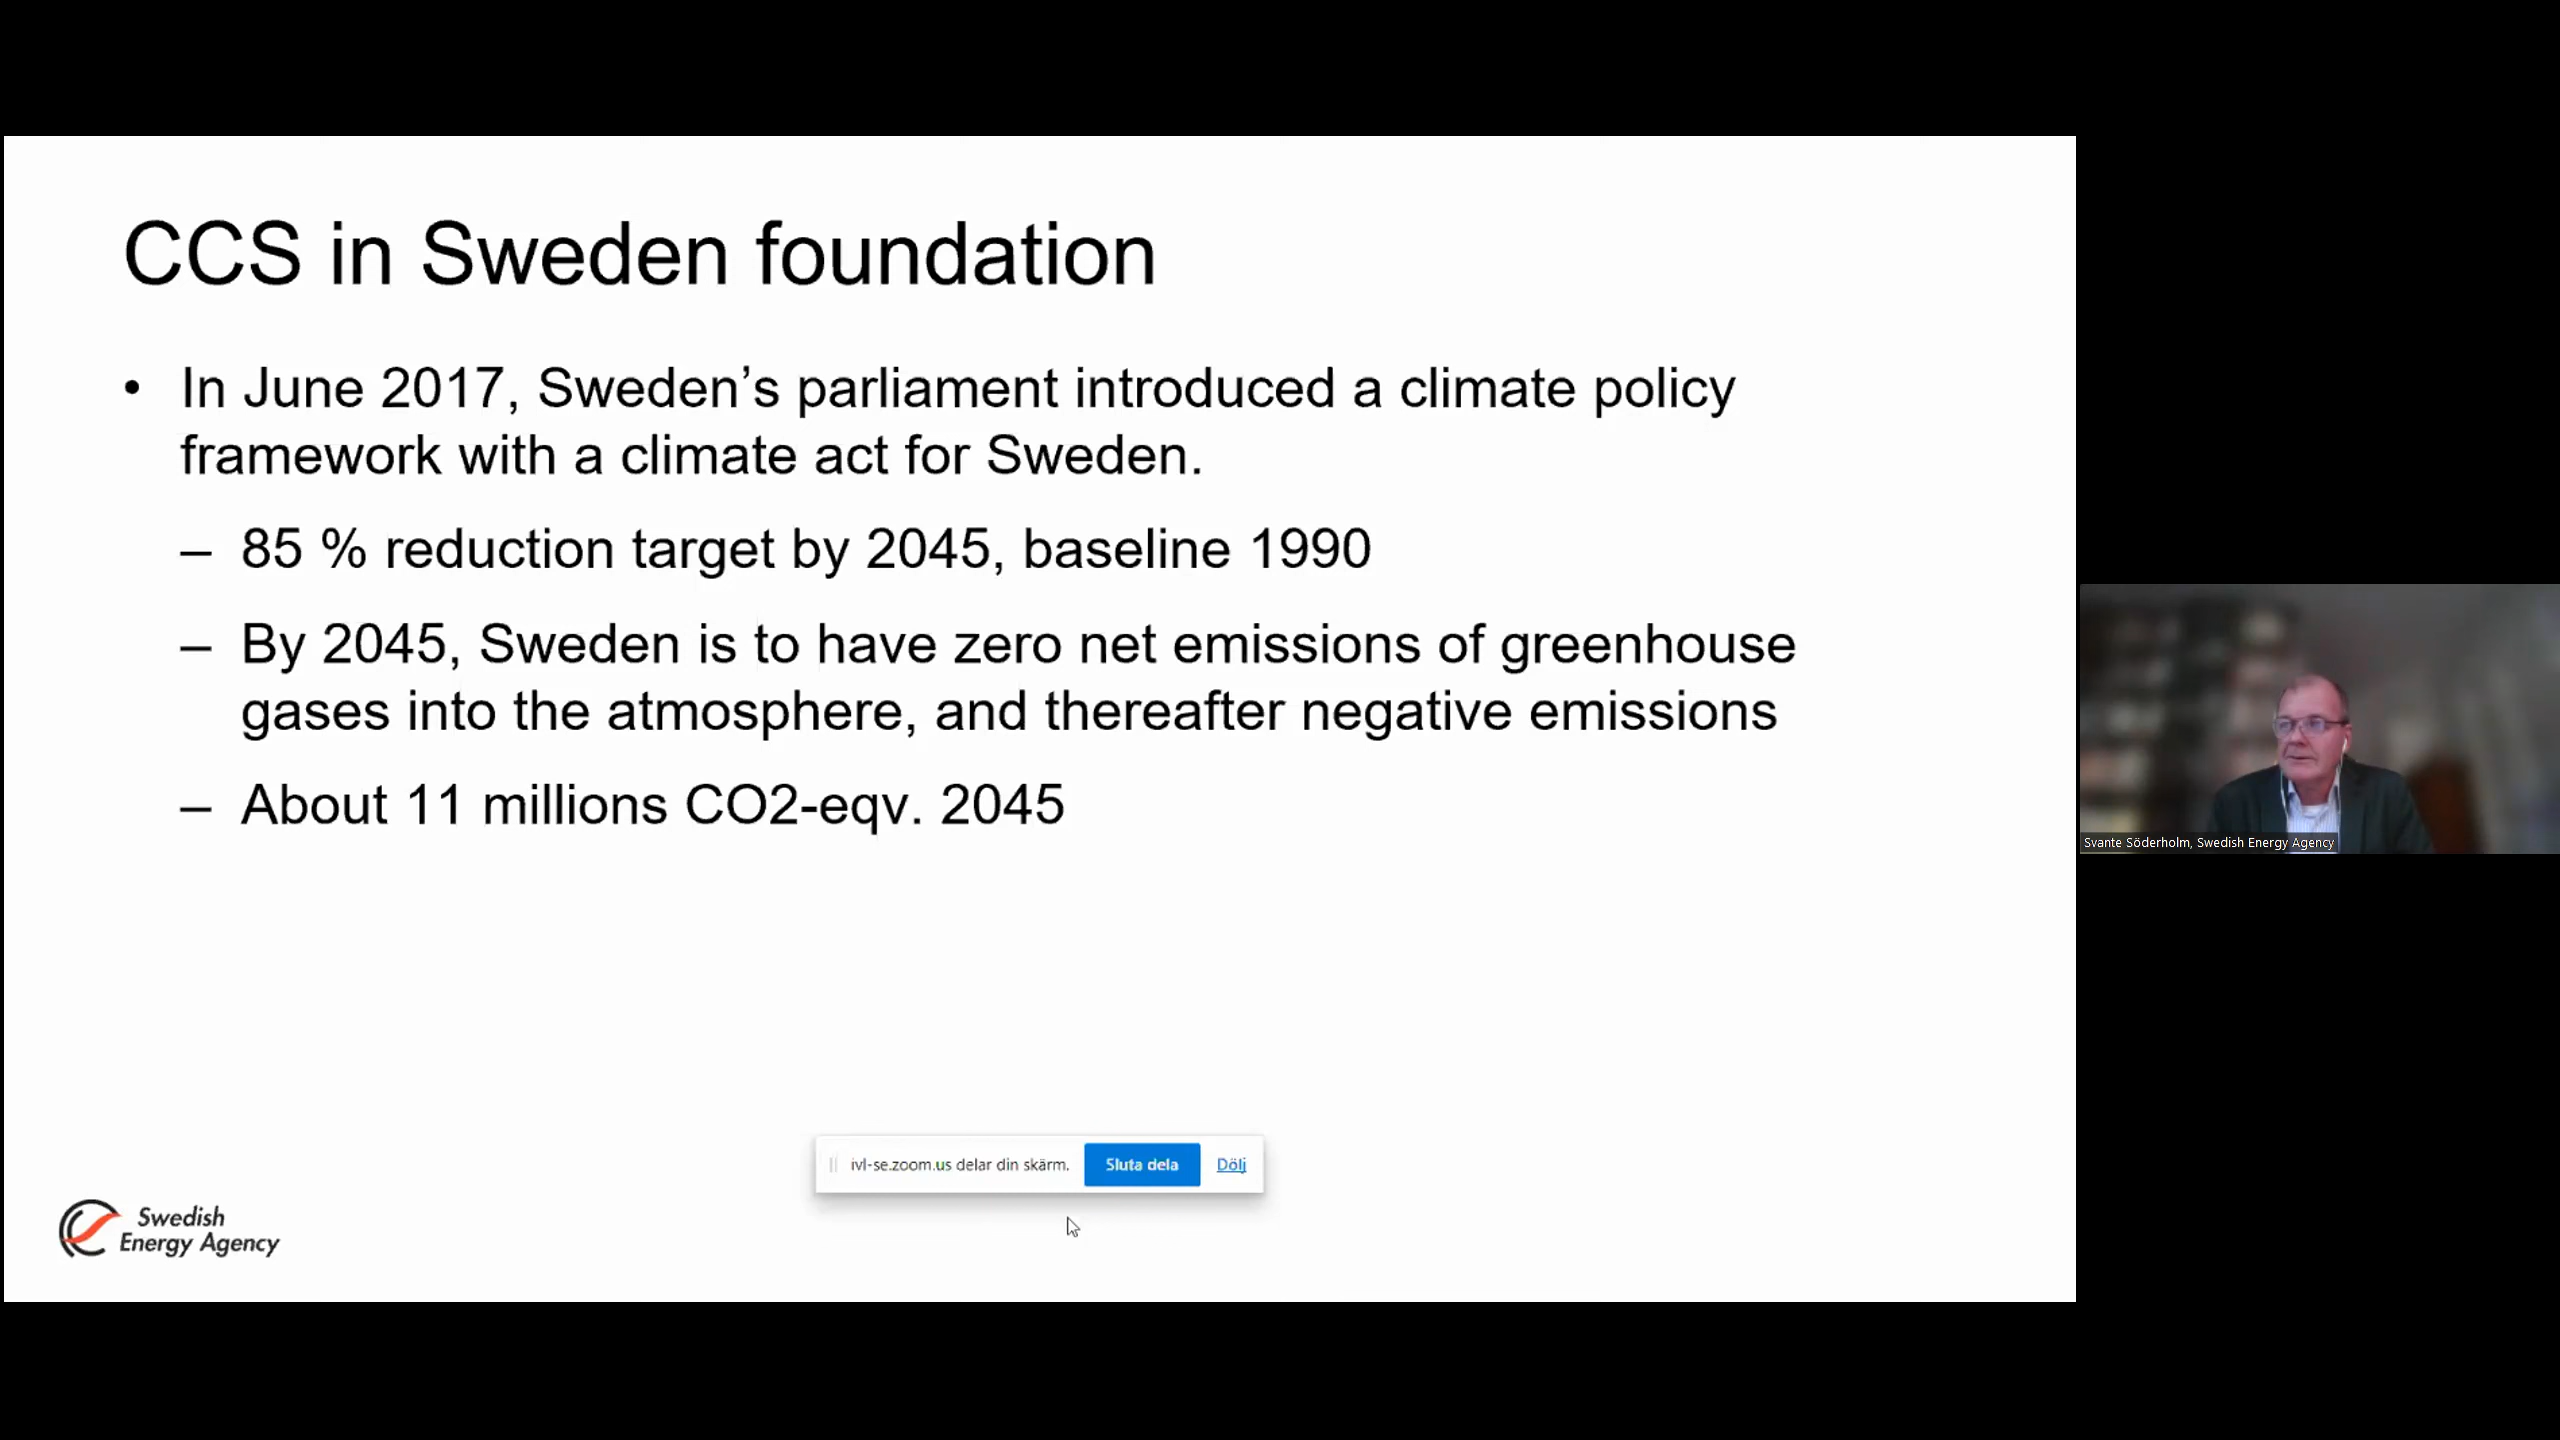 CCS in Sweden foundation
• In June 2017, Sweden’s parliament introduced a climate policy
framework with a climate act for Sweden.
– 85 % reduction target by 2045, baseline 1990
– By 2045, Sweden is to have zero net emissions of greenhouse
gases into the atmosphere, and thereafter negative emissions
– About 11 millions CO2-eqv. 2045
Svante Söderholm, Swedish Energy Agency
ivl-se.zoom.us delar din skärm. Sluta dela Dölj
Swedish
Energy Agency